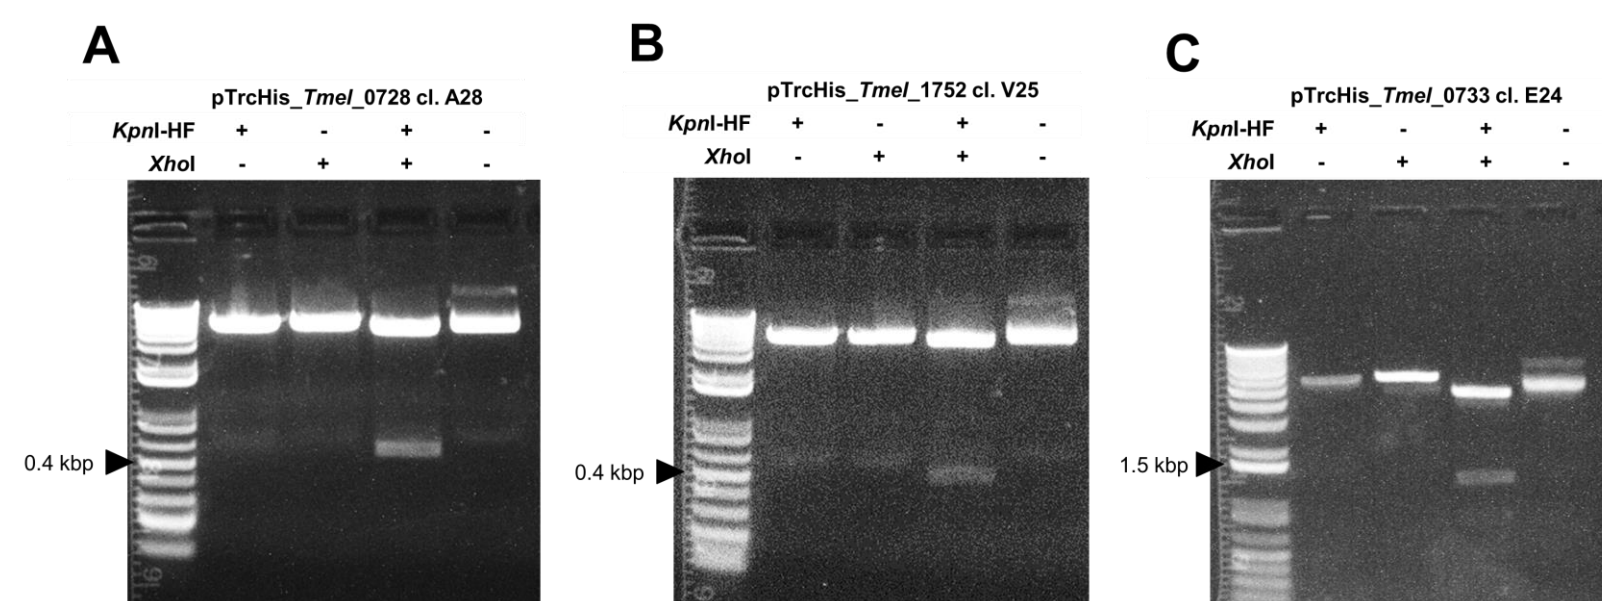 A
pTrcHis_Tmel_0728 cl. A28
KpnI-HF + - + -
XhoI - + + -
0.4 kbp
B
pTrcHis_Tmel_1752 cl. V25
KpnI-HF + - + -
XhoI - + + -
0.4 kbp
C
pTrcHis_Tmel_0733 cl. E24
KpnI-HF + - + -
XhoI - + + -
1.5 kbp